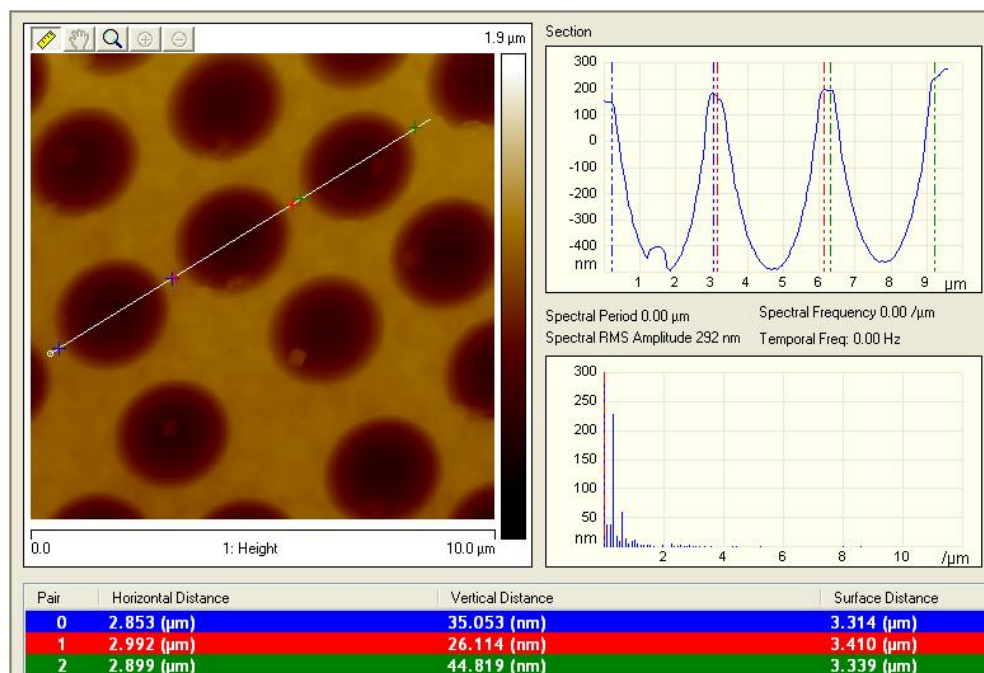 1.9 µm
0.0 1: Height 10.0 µm
Section
300
200
100
0
-100
-200
-300
-400
nm
1 2 3 4 5 6 7 8 9 µm
Spectral Period 0.00 µm Spectral Frequency 0.00 /µm
Spectral RMS Amplitude 292 nm Temporal Freq: 0.00 Hz
300
250
200
150
100
50
nm
2 4 6 8 10 /µm
Pair Horizontal Distance Vertical Distance Surface Distance
0 2.853 (µm) 35.053 (nm) 3.314 (µm)
1 2.992 (µm) 26.114 (nm) 3.410 (µm)
2 2.899 (µm) 44.819 (nm) 3.339 (µm)